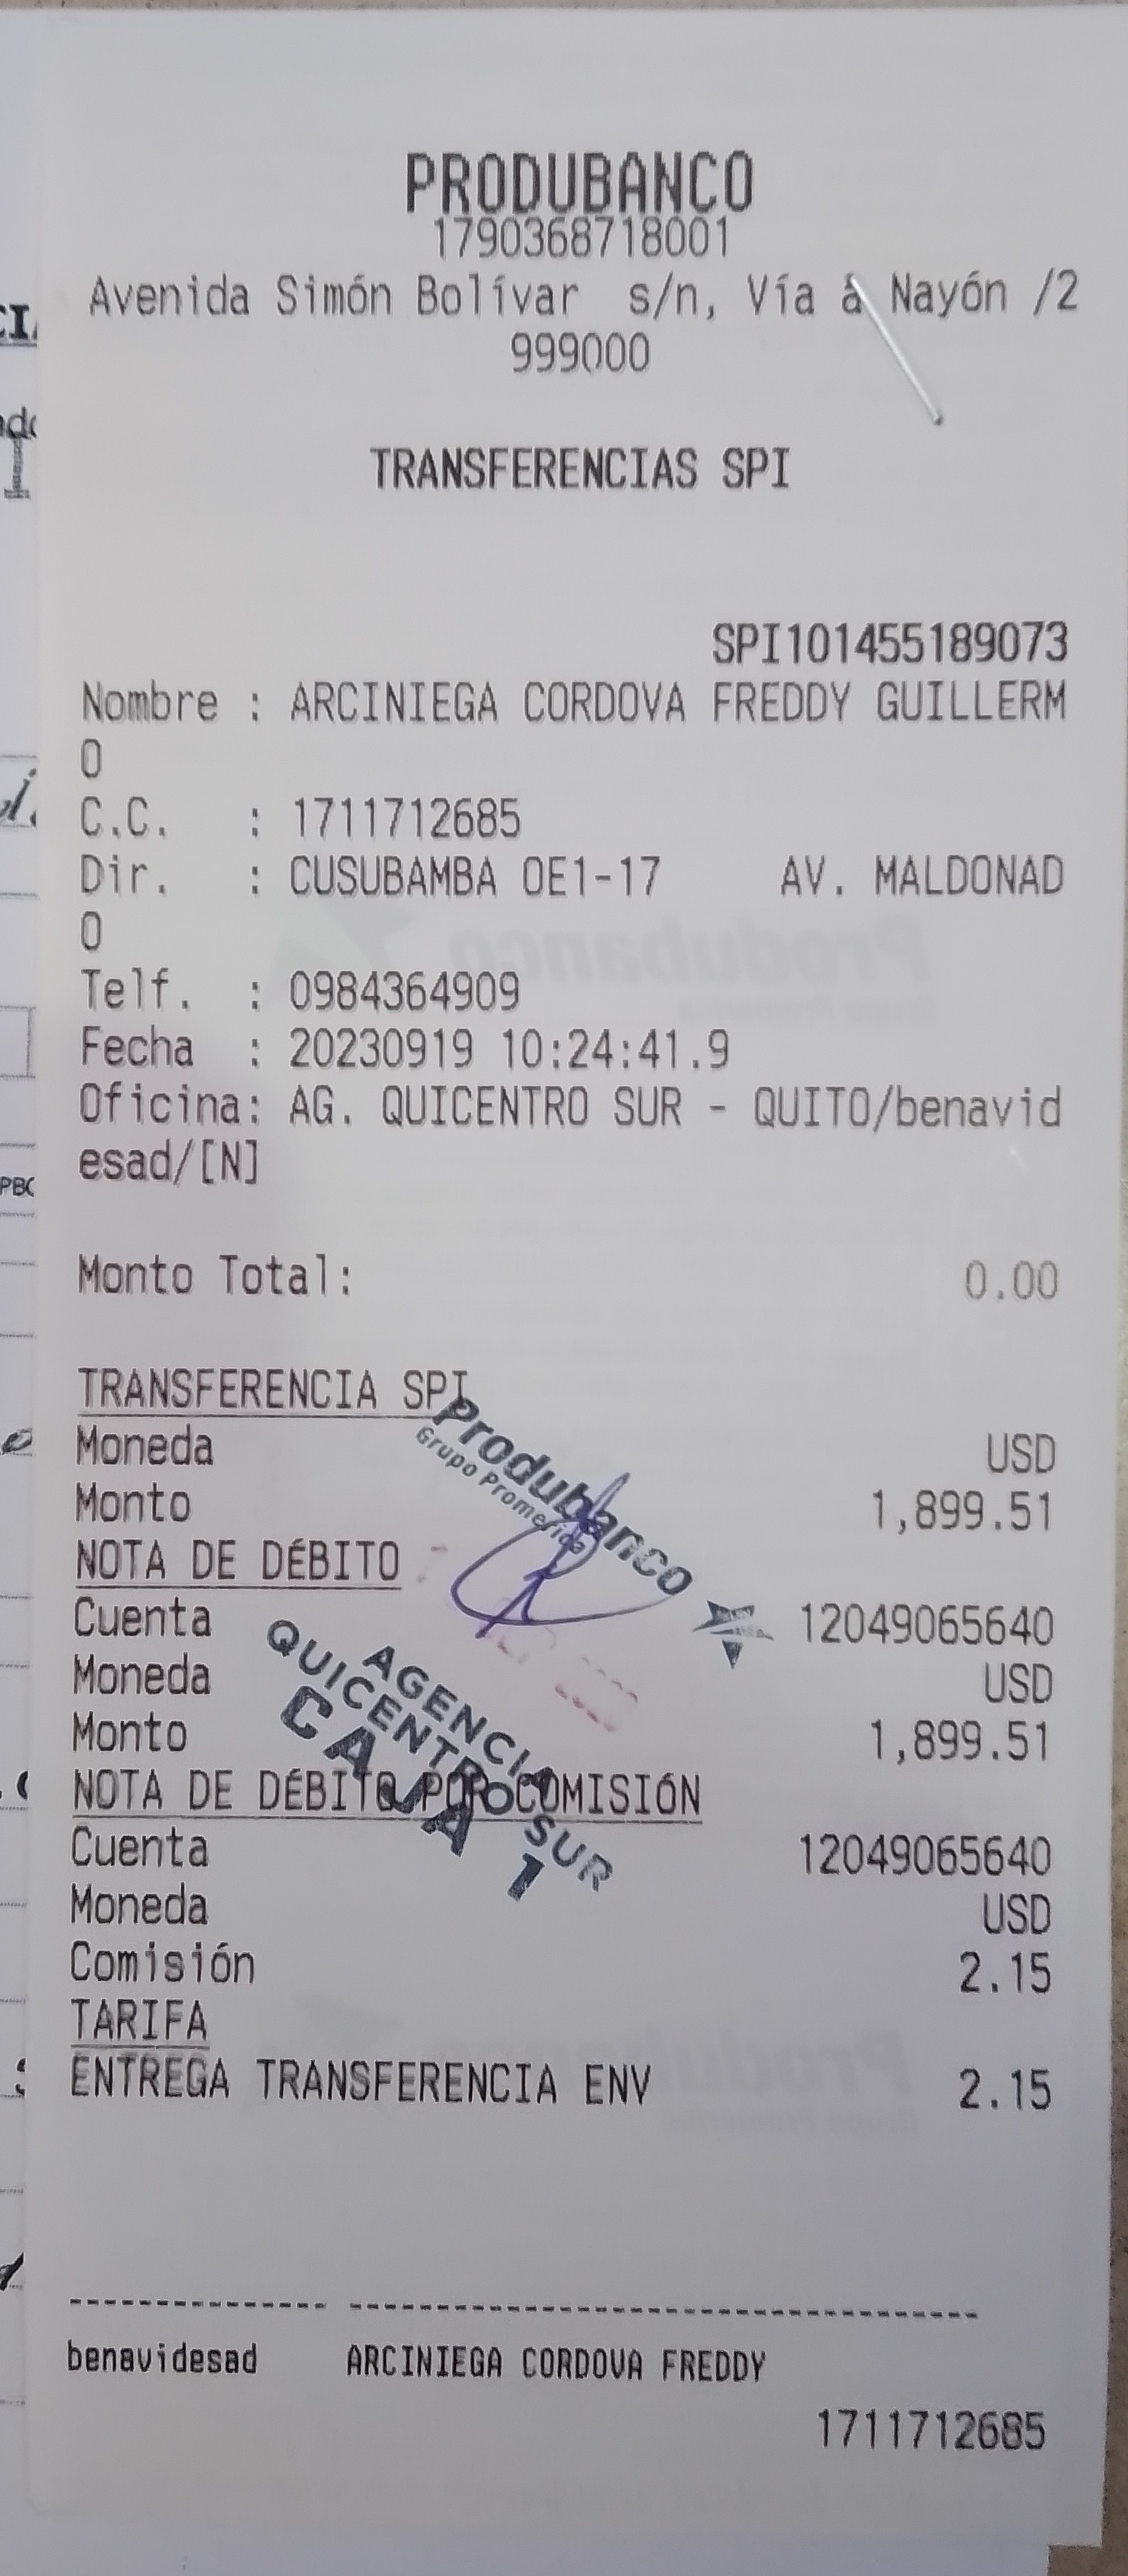 PRODUBANCO
1790368718001
Avenida Simón Bolívar s/n, Vía á Nayón /2
999000
TRANSFERENCIAS SPI
SPI101455189073
Nombre : ARCINIEGA CORDOVA FREDDY GUILLERM
O
C.C. : 1711712685
Dir. : CUSUBAMBA OE1-17 AV. MALDONAD
O
Telf. : 0984364909
Fecha : 20230919 10:24:41.9
Oficina: AG. QUICENTRO SUR - QUITO/benavid
esad/[N]
Monto Total: 0.00
TRANSFERENCIA SPI
Moneda USD
Monto 1,899.51
NOTA DE DÉBITO
Cuenta 12049065640
Moneda USD
Monto 1,899.51
NOTA DE DÉBITO POR COMISIÓN
Cuenta 12049065640
Moneda USD
Comisión 2.15
TARIFA
ENTREGA TRANSFERENCIA ENV 2.15
Produbanco
Grupo Promerica
AGENCIA
QUICENTRO SUR
CAJA 1
benavidesad ARCINIEGA CORDOVA FREDDY
1711712685